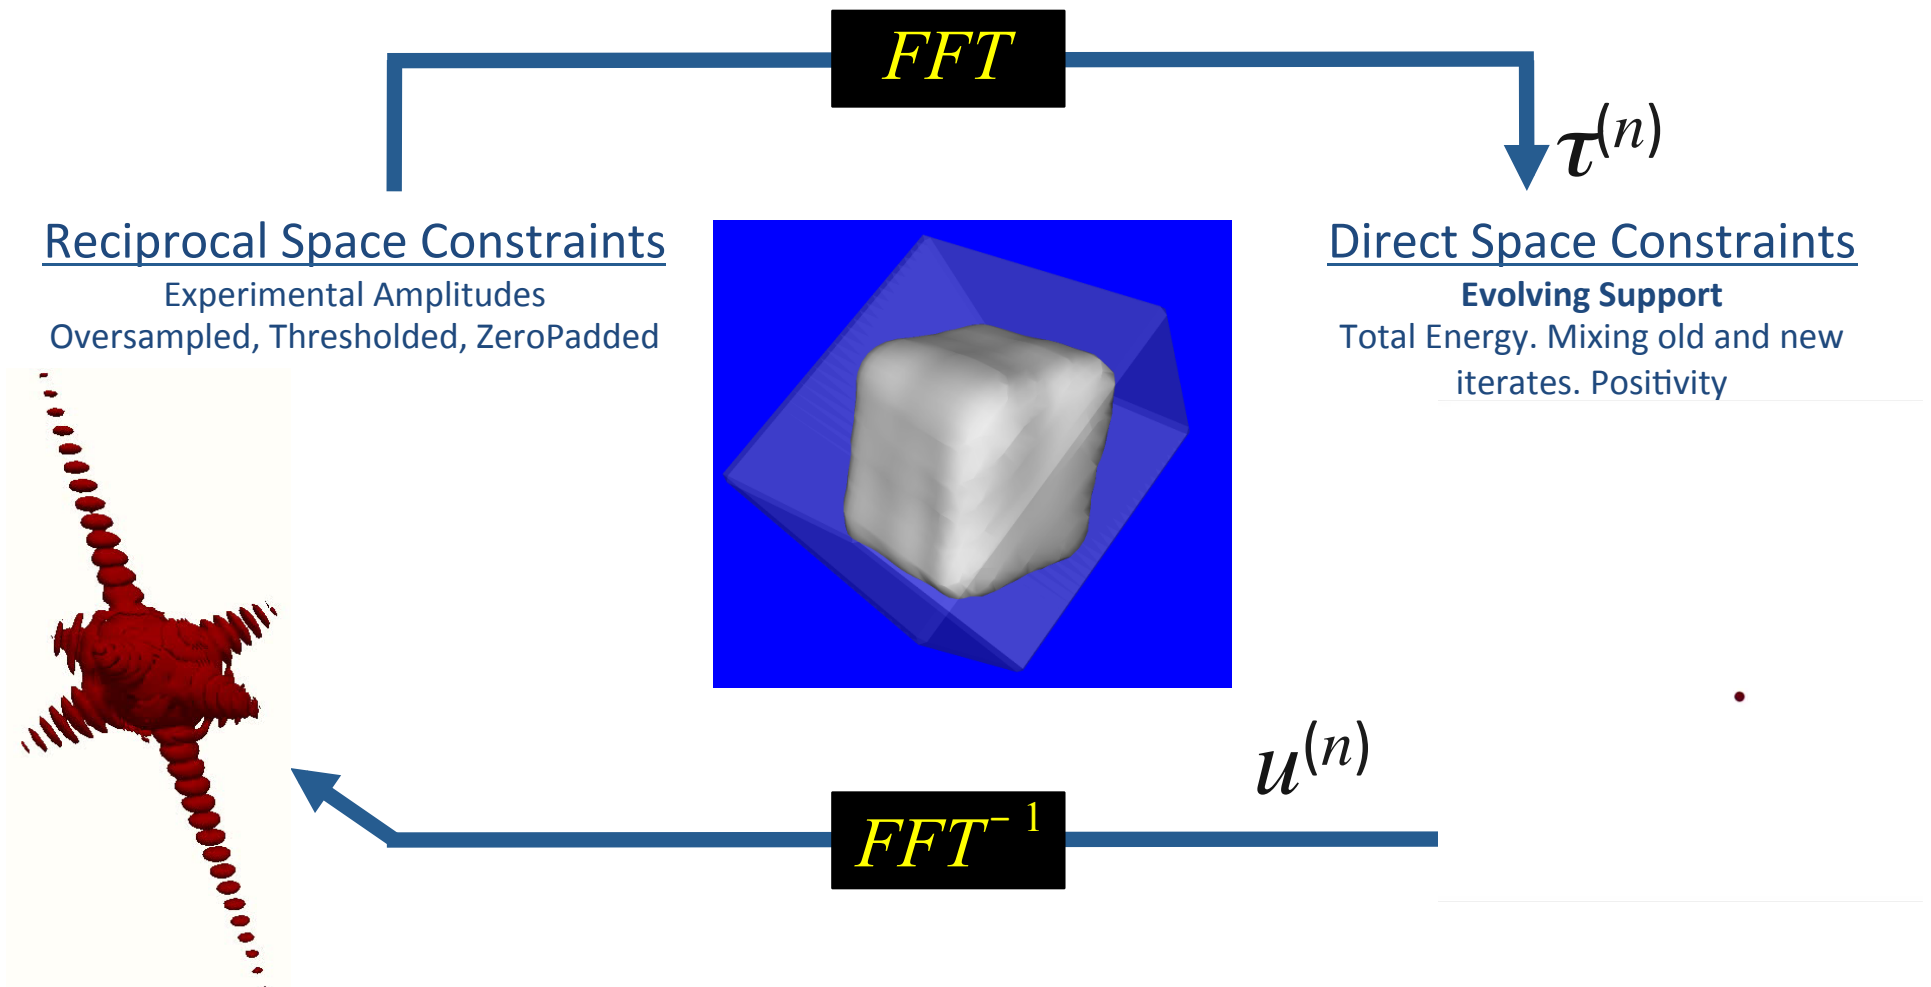 FFT
τ(n)
Reciprocal Space Constraints
Experimental Amplitudes
Oversampled, Thresholded, ZeroPadded
Direct Space Constraints
Evolving Support
Total Energy. Mixing old and new
iterates. Positivity
u(n)
FFT− 1